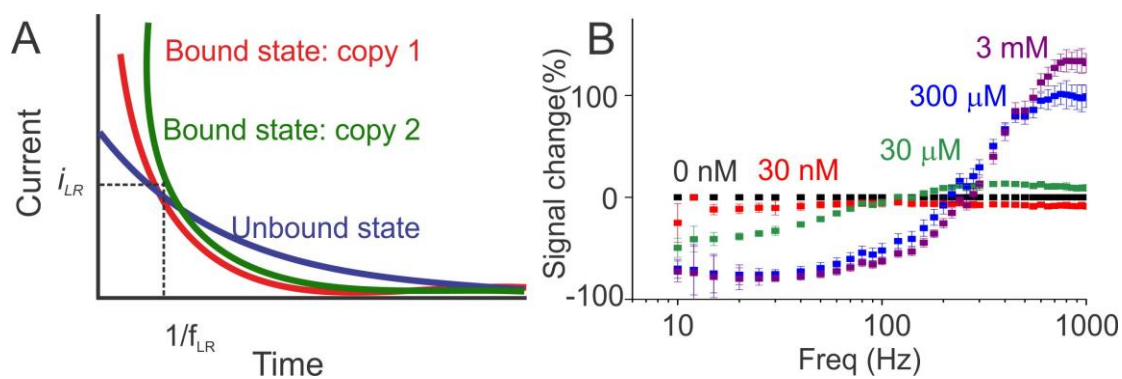 A
Bound state: copy 1
Bound state: copy 2
Unbound state
Current
i_LR
1/f_LR
Time
B
Signal change(%)
100
0
-100
0 nM
30 nM
30 μM
300 μM
3 mM
10
100
1000
Freq (Hz)